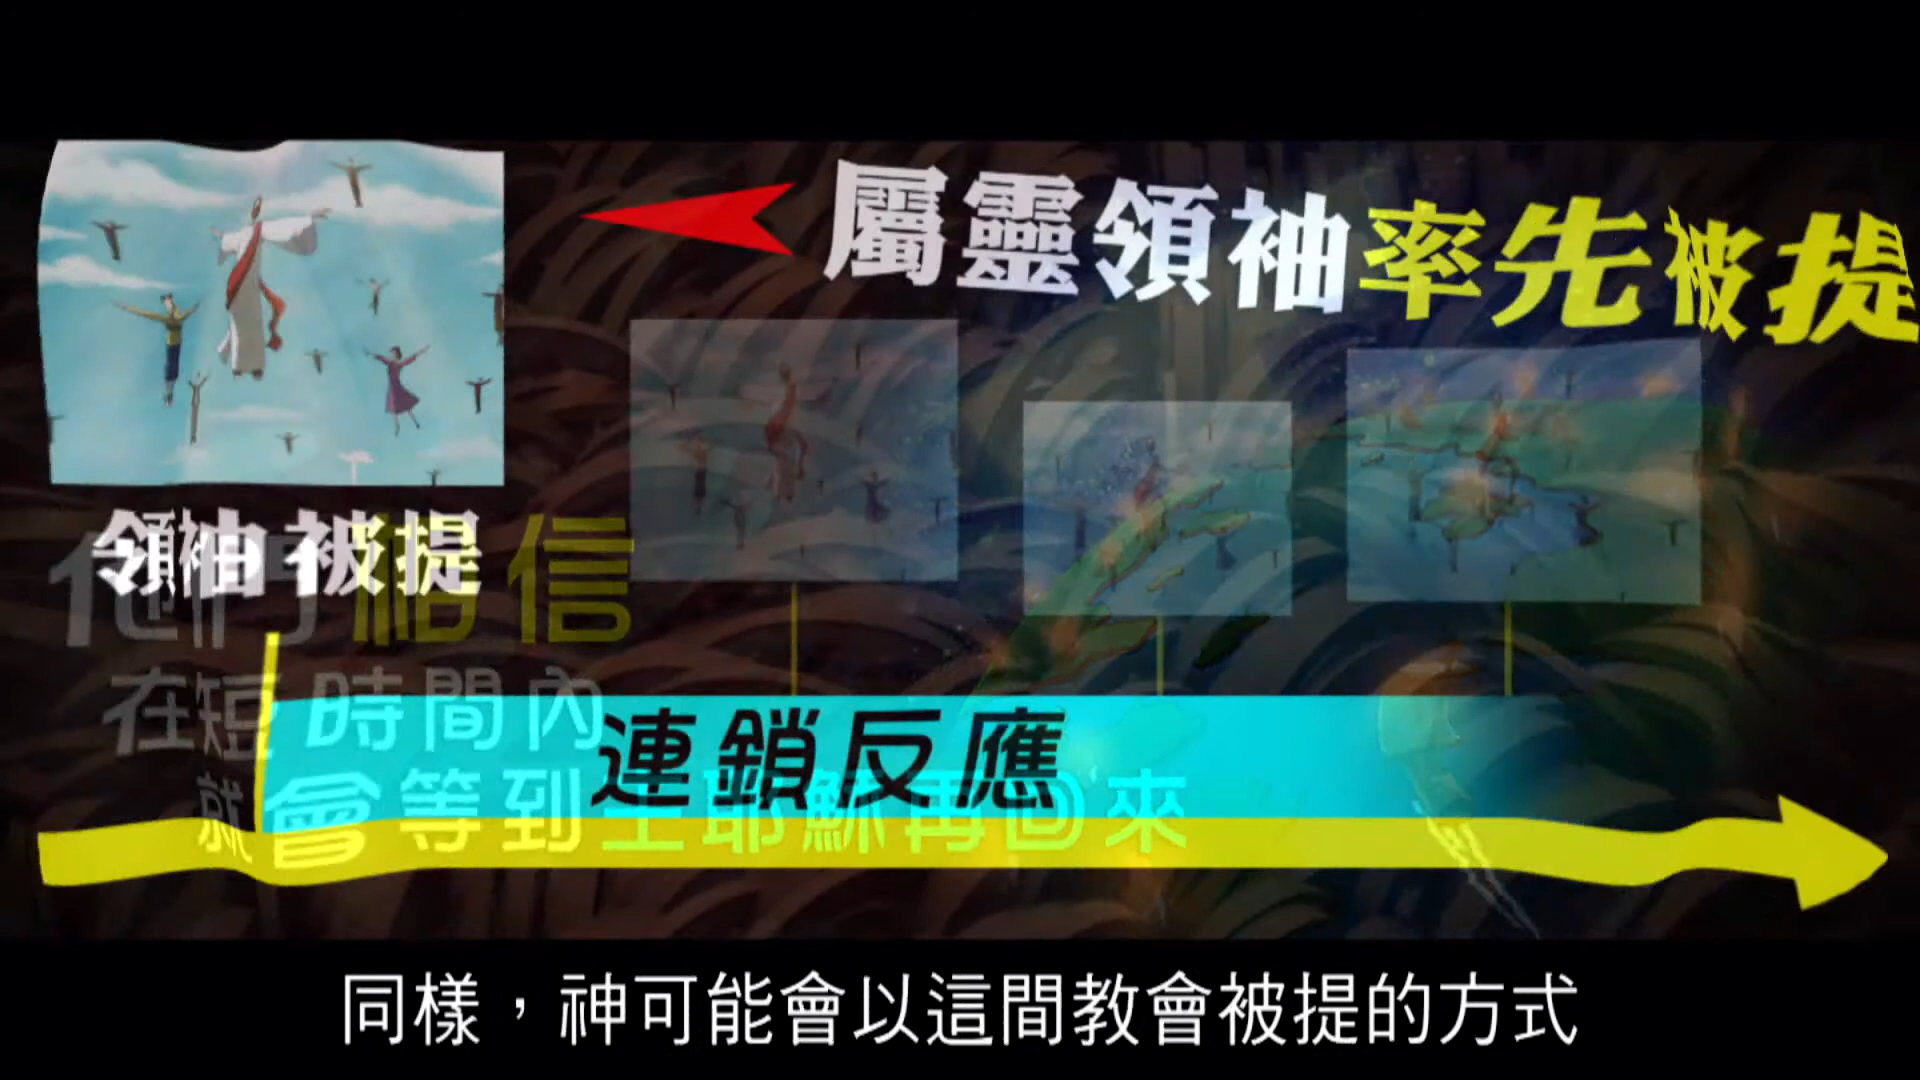 屬靈領袖率先被提
領袖被提
他們相信
在短時間內
連鎖反應
就會等到主耶穌再回來
同樣，神可能會以這間教會被提的方式